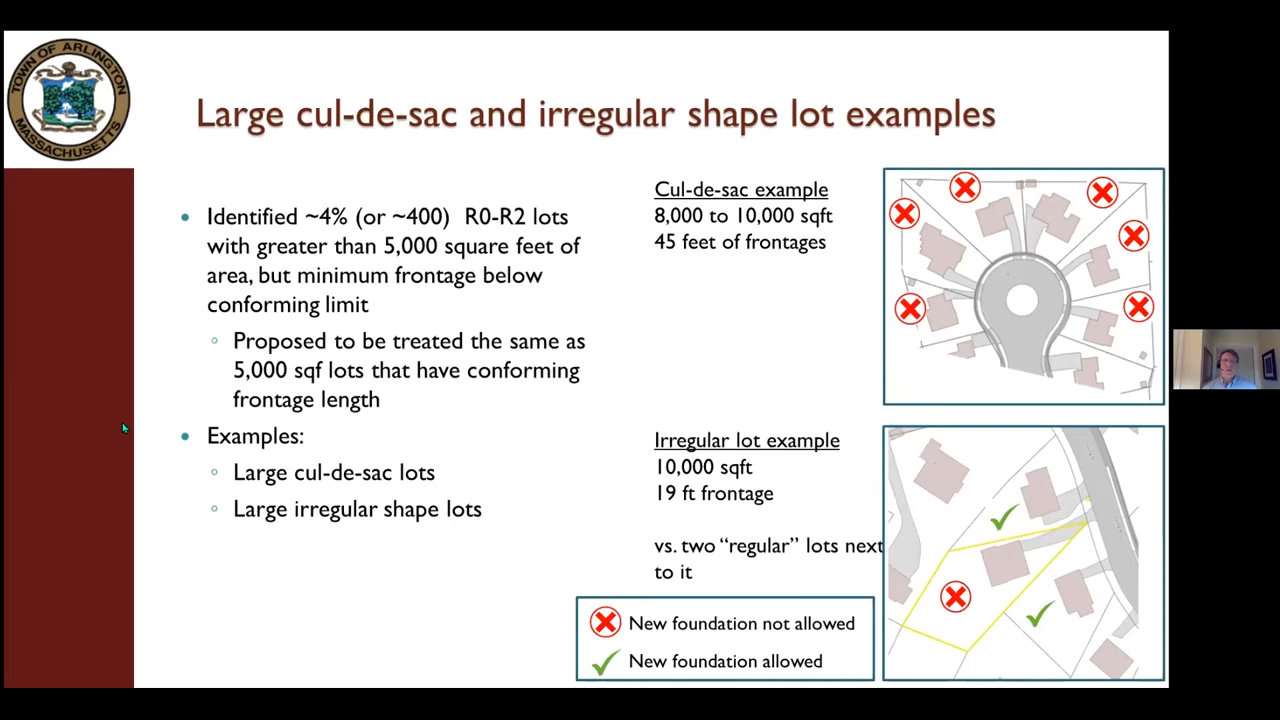 TOWN OF ARLINGTON
MASSACHUSETTS
Large cul-de-sac and irregular shape lot examples
• Identified ~4% (or ~400) R0-R2 lots
with greater than 5,000 square feet of
area, but minimum frontage below
conforming limit
◦ Proposed to be treated the same as
5,000 sqf lots that have conforming
frontage length
• Examples:
◦ Large cul-de-sac lots
◦ Large irregular shape lots
Cul-de-sac example
8,000 to 10,000 sqft
45 feet of frontages
Irregular lot example
10,000 sqft
19 ft frontage
vs. two “regular” lots next
to it
New foundation not allowed
New foundation allowed